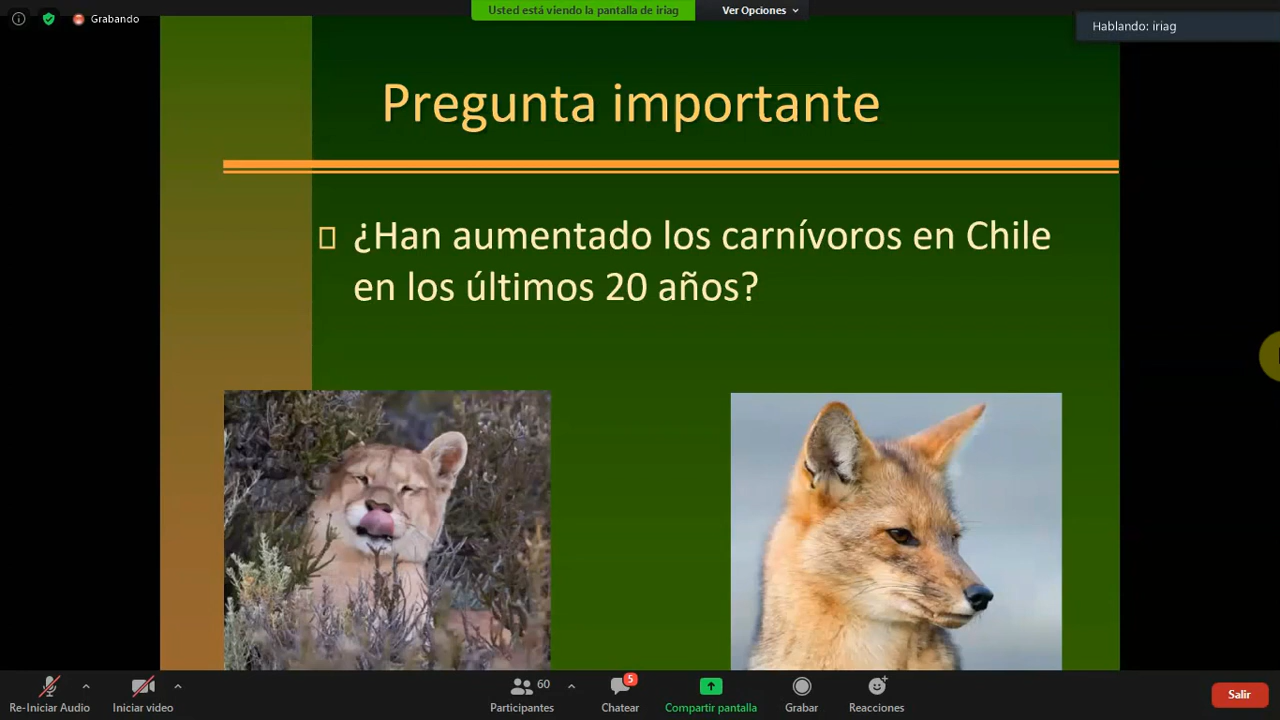 Grabando
Usted está viendo la pantalla de iriag
Ver Opciones
Hablando: iriag
Pregunta importante
¿Han aumentado los carnívoros en Chile
en los últimos 20 años?
Re-Iniciar Audio
Iniciar video
60
Participantes
5
Chatear
Compartir pantalla
Grabar
Reacciones
Salir